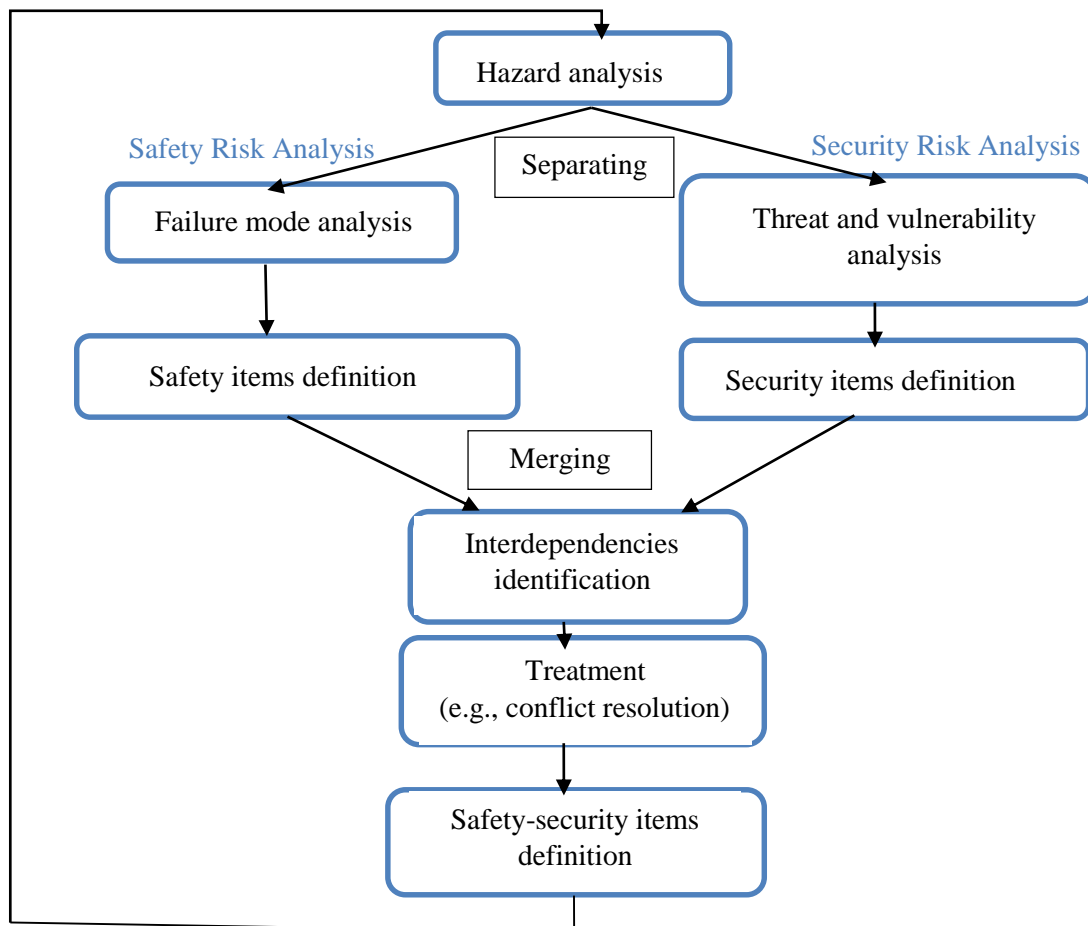 Hazard analysis
Safety Risk Analysis
Separating
Security Risk Analysis
Failure mode analysis
Threat and vulnerability
analysis
Safety items definition
Security items definition
Merging
Interdependencies
identification
Treatment
(e.g., conflict resolution)
Safety-security items
definition